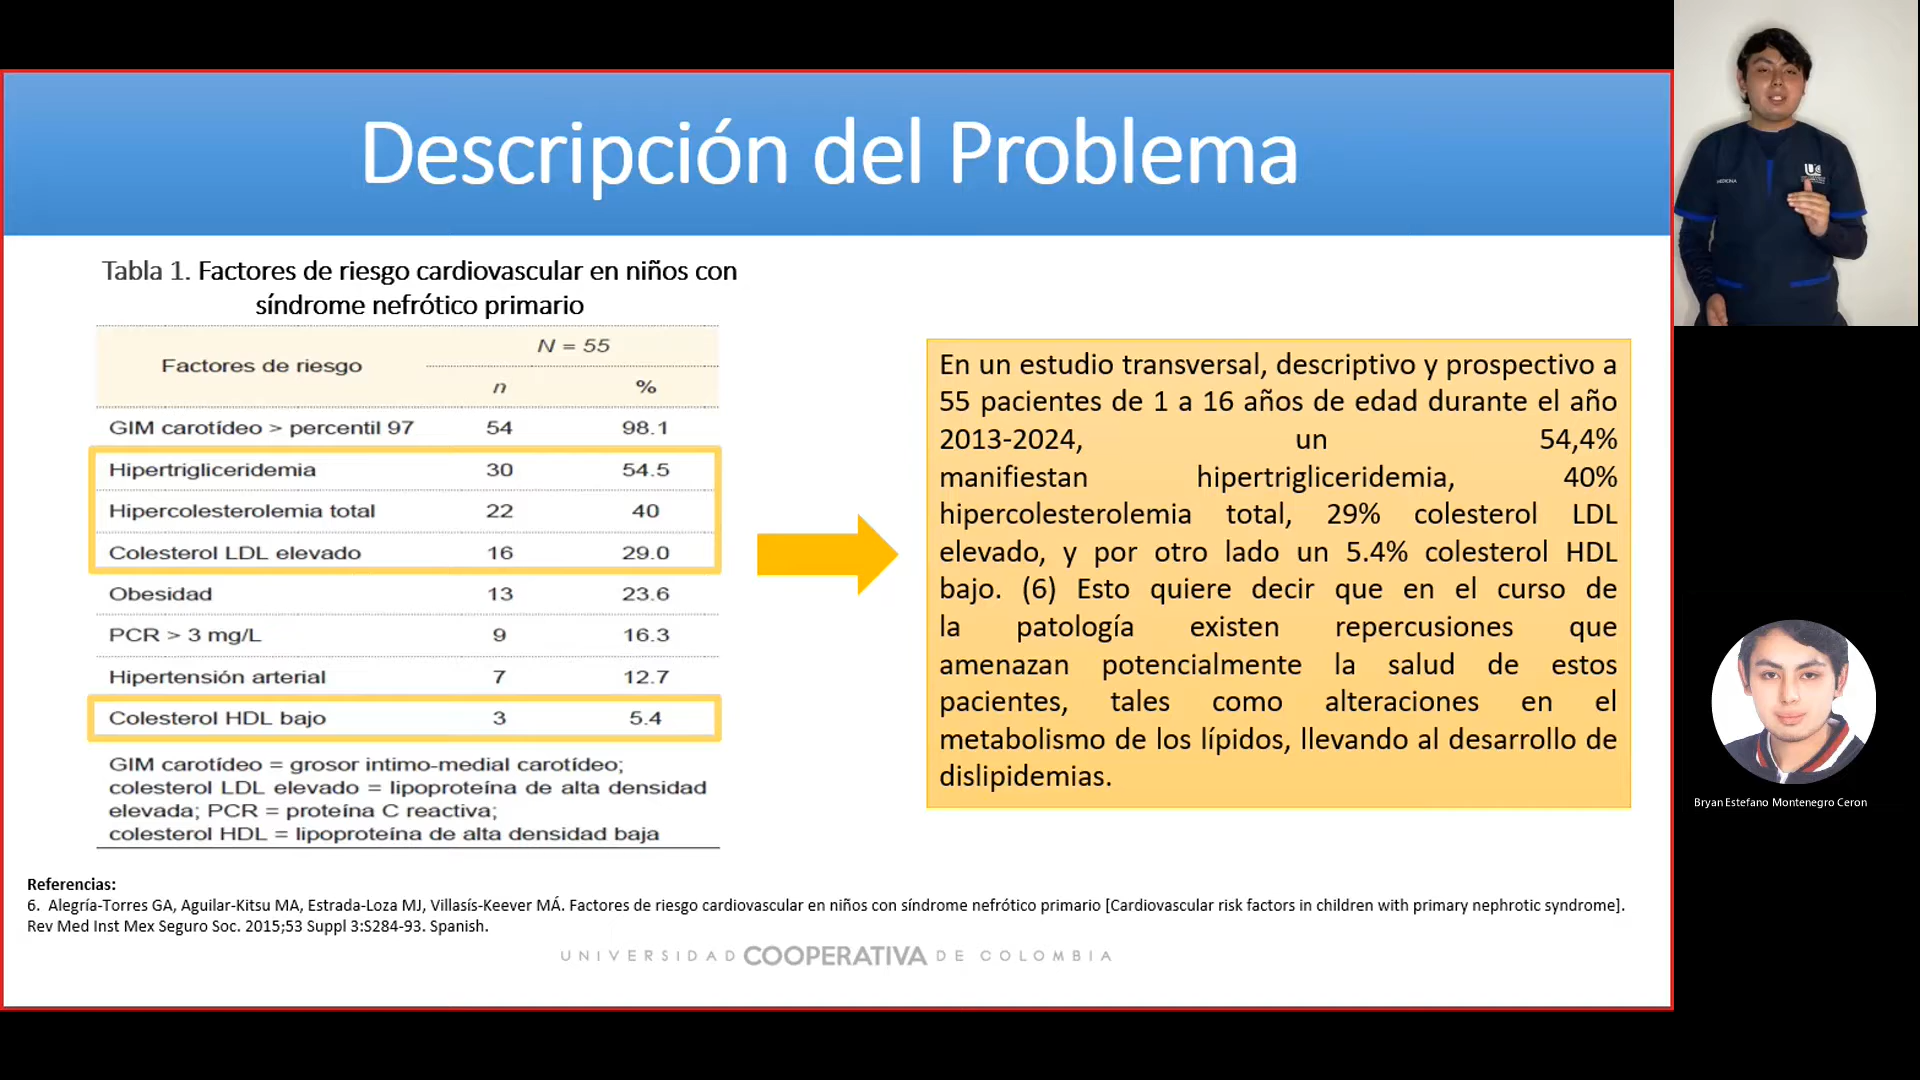 Descripción del Problema
Tabla 1. Factores de riesgo cardiovascular en niños con
síndrome nefrótico primario
Factores de riesgo
N = 55
n %
GIM carotídeo > percentil 97 54 98.1
Hipertrigliceridemia 30 54.5
Hipercolesterolemia total 22 40
Colesterol LDL elevado 16 29.0
Obesidad 13 23.6
PCR > 3 mg/L 9 16.3
Hipertensión arterial 7 12.7
Colesterol HDL bajo 3 5.4
GIM carotídeo = grosor intimo-medial carotídeo;
colesterol LDL elevado = lipoproteína de alta densidad
elevada; PCR = proteína C reactiva;
colesterol HDL = lipoproteína de alta densidad baja
En un estudio transversal, descriptivo y prospectivo a
55 pacientes de 1 a 16 años de edad durante el año
2013-2024, un 54,4%
manifiestan hipertrigliceridemia, 40%
hipercolesterolemia total, 29% colesterol LDL
elevado, y por otro lado un 5.4% colesterol HDL
bajo. (6) Esto quiere decir que en el curso de
la patología existen repercusiones que
amenazan potencialmente la salud de estos
pacientes, tales como alteraciones en el
metabolismo de los lípidos, llevando al desarrollo de
dislipidemias.
Referencias:
6. Alegría-Torres GA, Aguilar-Kitsu MA, Estrada-Loza MJ, Villasís-Keever MÁ. Factores de riesgo cardiovascular en niños con síndrome nefrótico primario [Cardiovascular risk factors in children with primary nephrotic syndrome].
Rev Med Inst Mex Seguro Soc. 2015;53 Suppl 3:S284-93. Spanish.
UNIVERSIDAD COOPERATIVA DE COLOMBIA
MEDICINA
Bryan Estefano Montenegro Ceron